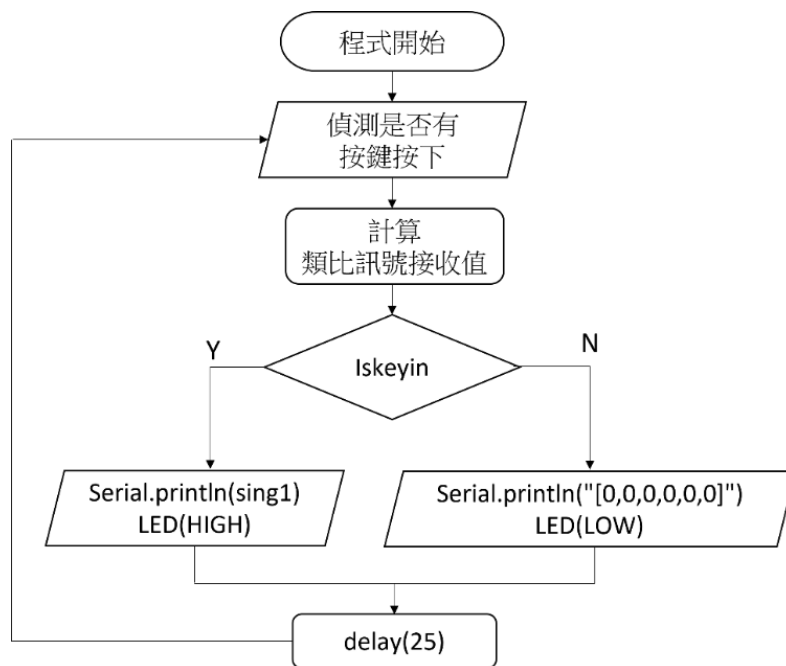 程式開始
偵測是否有
按鍵按下
計算
類比訊號接收值
Y
N
Iskeyin
Serial.println(sing1)
LED(HIGH)
Serial.println("[0,0,0,0,0,0]")
LED(LOW)
delay(25)